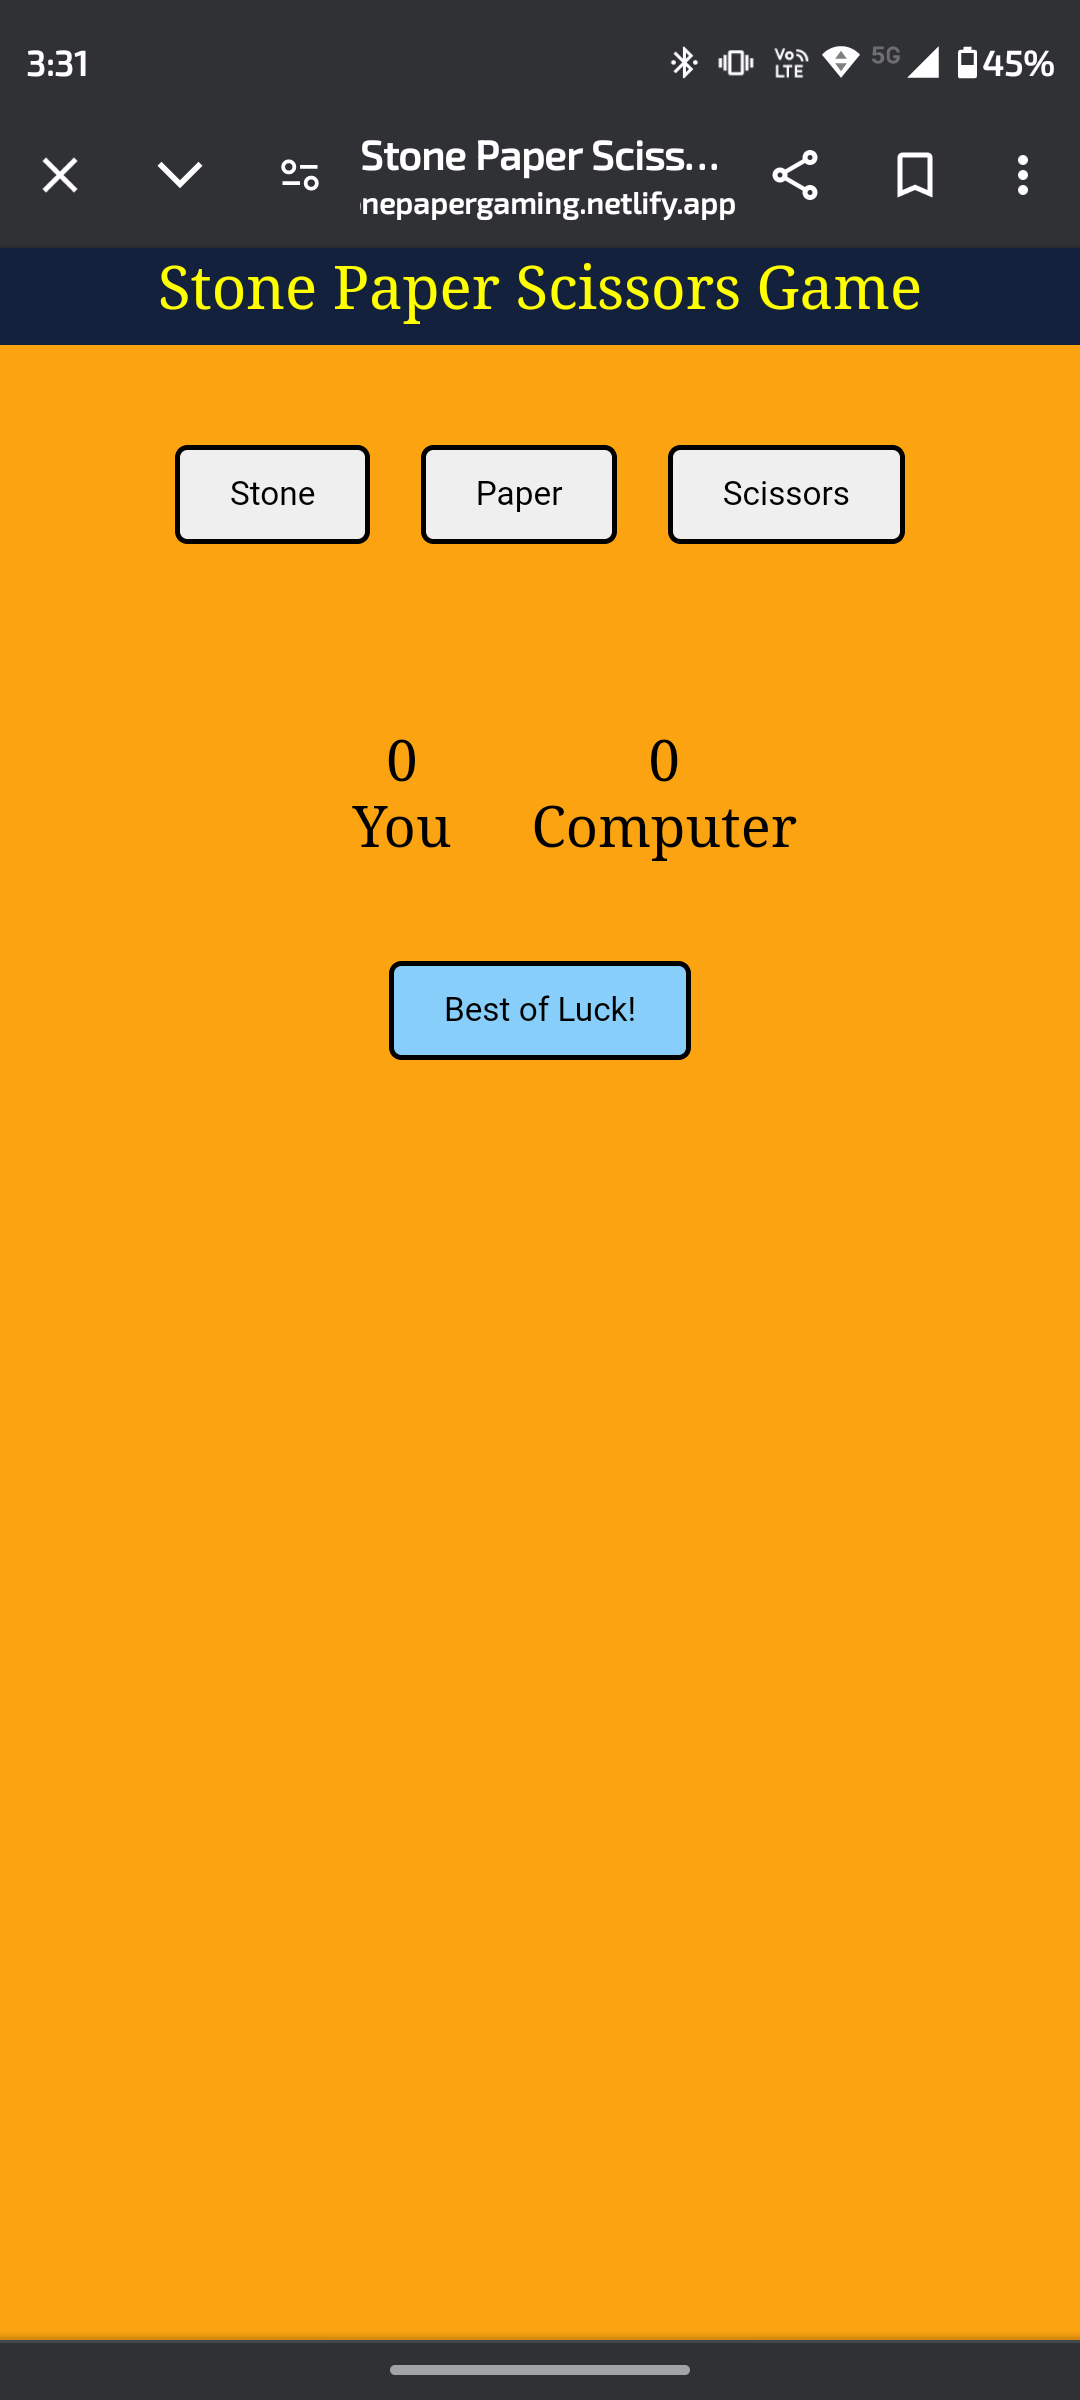 3:31
Vo LTE 5G 45%
Stone Paper Sciss...
nepapergaming.netlify.app
Stone Paper Scissors Game
Stone Paper Scissors
0 0
You Computer
Best of Luck!